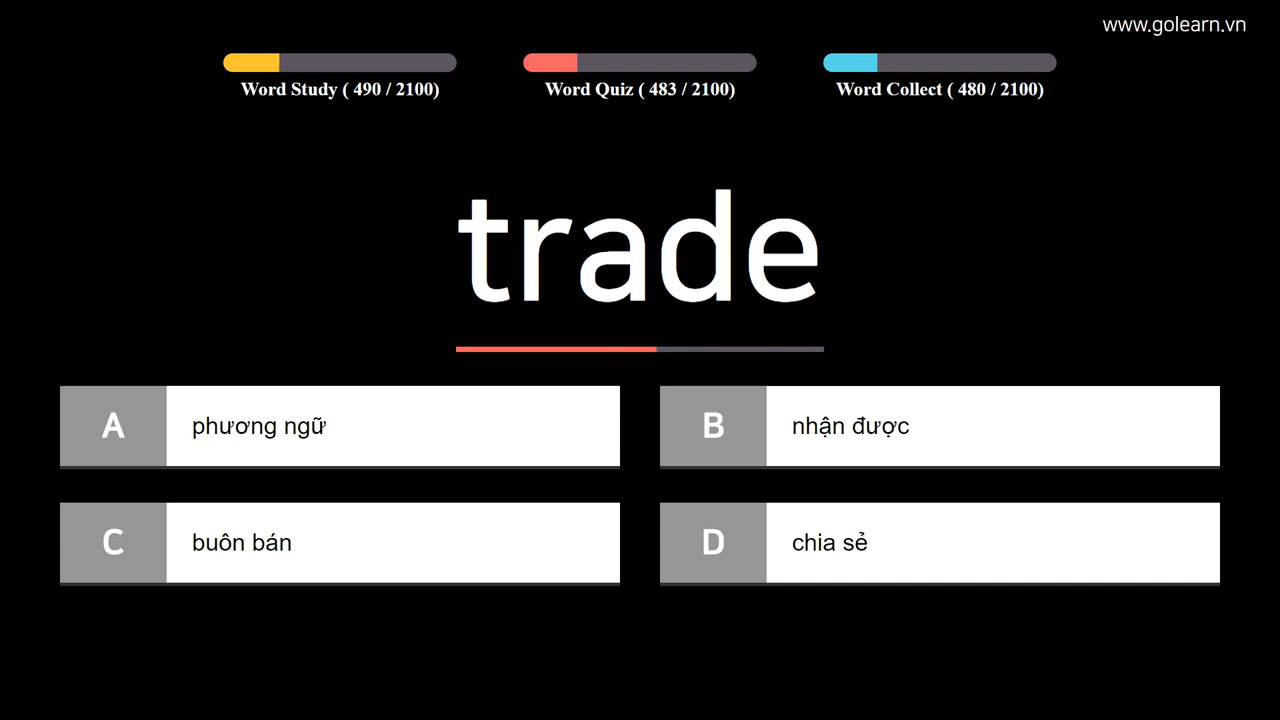 www.golearn.vn
Word Study ( 490 / 2100)
Word Quiz ( 483 / 2100)
Word Collect ( 480 / 2100)
trade
A phương ngữ
B nhận được
C buôn bán
D chia sẻ